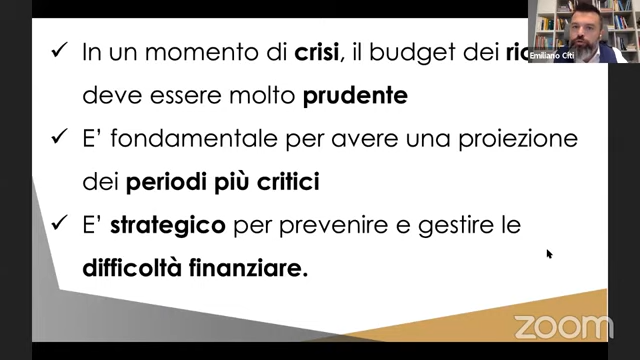 ✓ In un momento di crisi, il budget dei
deve essere molto prudente
✓ E' fondamentale per avere una proiezione
dei periodi più critici
✓ E' strategico per prevenire e gestire le
difficoltà finanziare.
Emiliano Citi
zoom